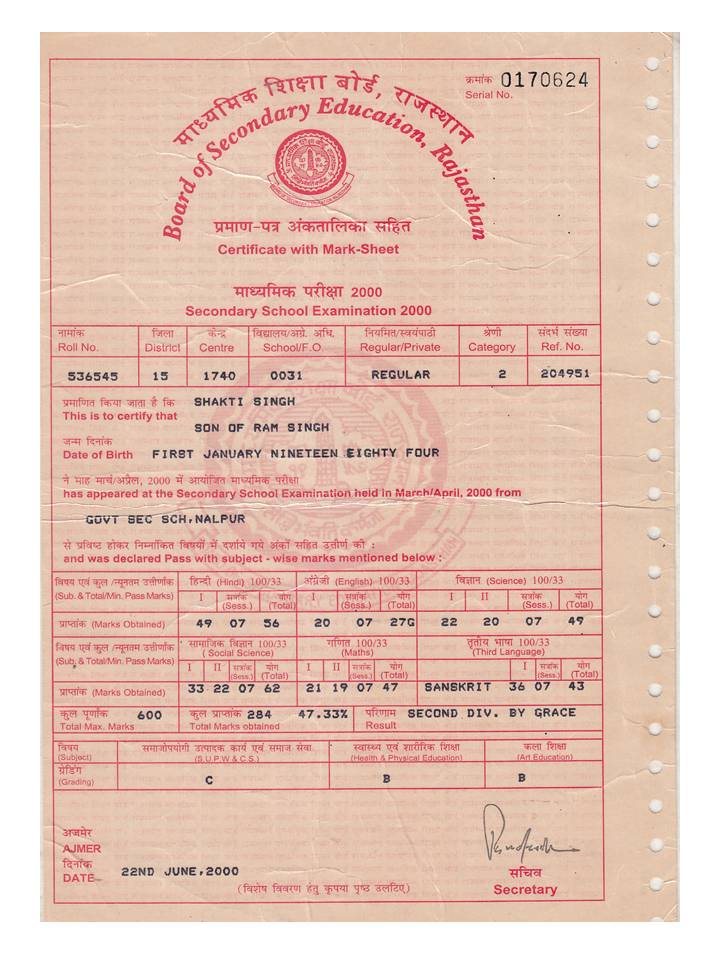 क्रमांक 0170624
Serial No.
माध्यमिक शिक्षा बोर्ड, राजस्थान
Board of Secondary Education, Rajasthan
प्रमाण-पत्र अंकतालिका सहित
Certificate with Mark-Sheet
माध्यमिक परीक्षा 2000
Secondary School Examination 2000
नामांक जिला केन्द्र विद्यालय/अग्रे. अधि. नियमित/स्वयंपाठी श्रेणी संदर्भ संख्या
Roll No. District Centre School/F.O. Regular/Private Category Ref. No.
536545 15 1740 0031 REGULAR 2 204951
प्रमाणित किया जाता है कि SHAKTI SINGH
This is to certify that
SON OF RAM SINGH
जन्म दिनांक
Date of Birth FIRST JANUARY NINETEEN EIGHTY FOUR
ने माह मार्च/अप्रैल, 2000 में आयोजित माध्यमिक परीक्षा
has appeared at the Secondary School Examination held in March/April, 2000 from
GOVT SEC SCH,NALPUR
से प्रविष्ट होकर निम्नांकित विषयों में दर्शाये गये अंकों सहित उत्तीर्ण की :
and was declared Pass with subject - wise marks mentioned below :
विषय एवं कुल /न्यूनतम उत्तीर्णांक हिन्दी (Hindi) 100/33 अंग्रेजी (English) 100/33 विज्ञान (Science) 100/33
(Sub. & Total/Min. Pass Marks) I सत्रांक (Sess.) योग (Total) I सत्रांक (Sess.) योग (Total) I II सत्रांक (Sess.) योग (Total)
प्राप्तांक (Marks Obtained) 49 07 56 20 07 27G 22 20 07 49
विषय एवं कुल /न्यूनतम उत्तीर्णांक सामाजिक विज्ञान 100/33 गणित 100/33 तृतीय भाषा 100/33
(Sub. & Total/Min. Pass Marks) (Social Science) (Maths) (Third Language)
I II सत्रांक (Sess.) योग (Total) I II सत्रांक (Sess.) योग (Total) I सत्रांक (Sess.) योग (Total)
प्राप्तांक (Marks Obtained) 33 22 07 62 21 19 07 47 SANSKRIT 36 07 43
कुल पूर्णांक 600 कुल प्राप्तांक 284 47.33% परिणाम SECOND DIV. BY GRACE
Total Max. Marks Total Marks obtained Result
विषय समाजोपयोगी उत्पादक कार्य एवं समाज सेवा स्वास्थ्य एवं शारीरिक शिक्षा कला शिक्षा
(Subject) (S.U.P.W & C.S.) (Health & Physical Education) (Art Education)
ग्रेडिंग
(Grading) C B B
अजमेर
AJMER
दिनांक
DATE 22ND JUNE,2000
सचिव
Secretary
(विशेष विवरण हेतु कृपया पृष्ठ उलटिए)